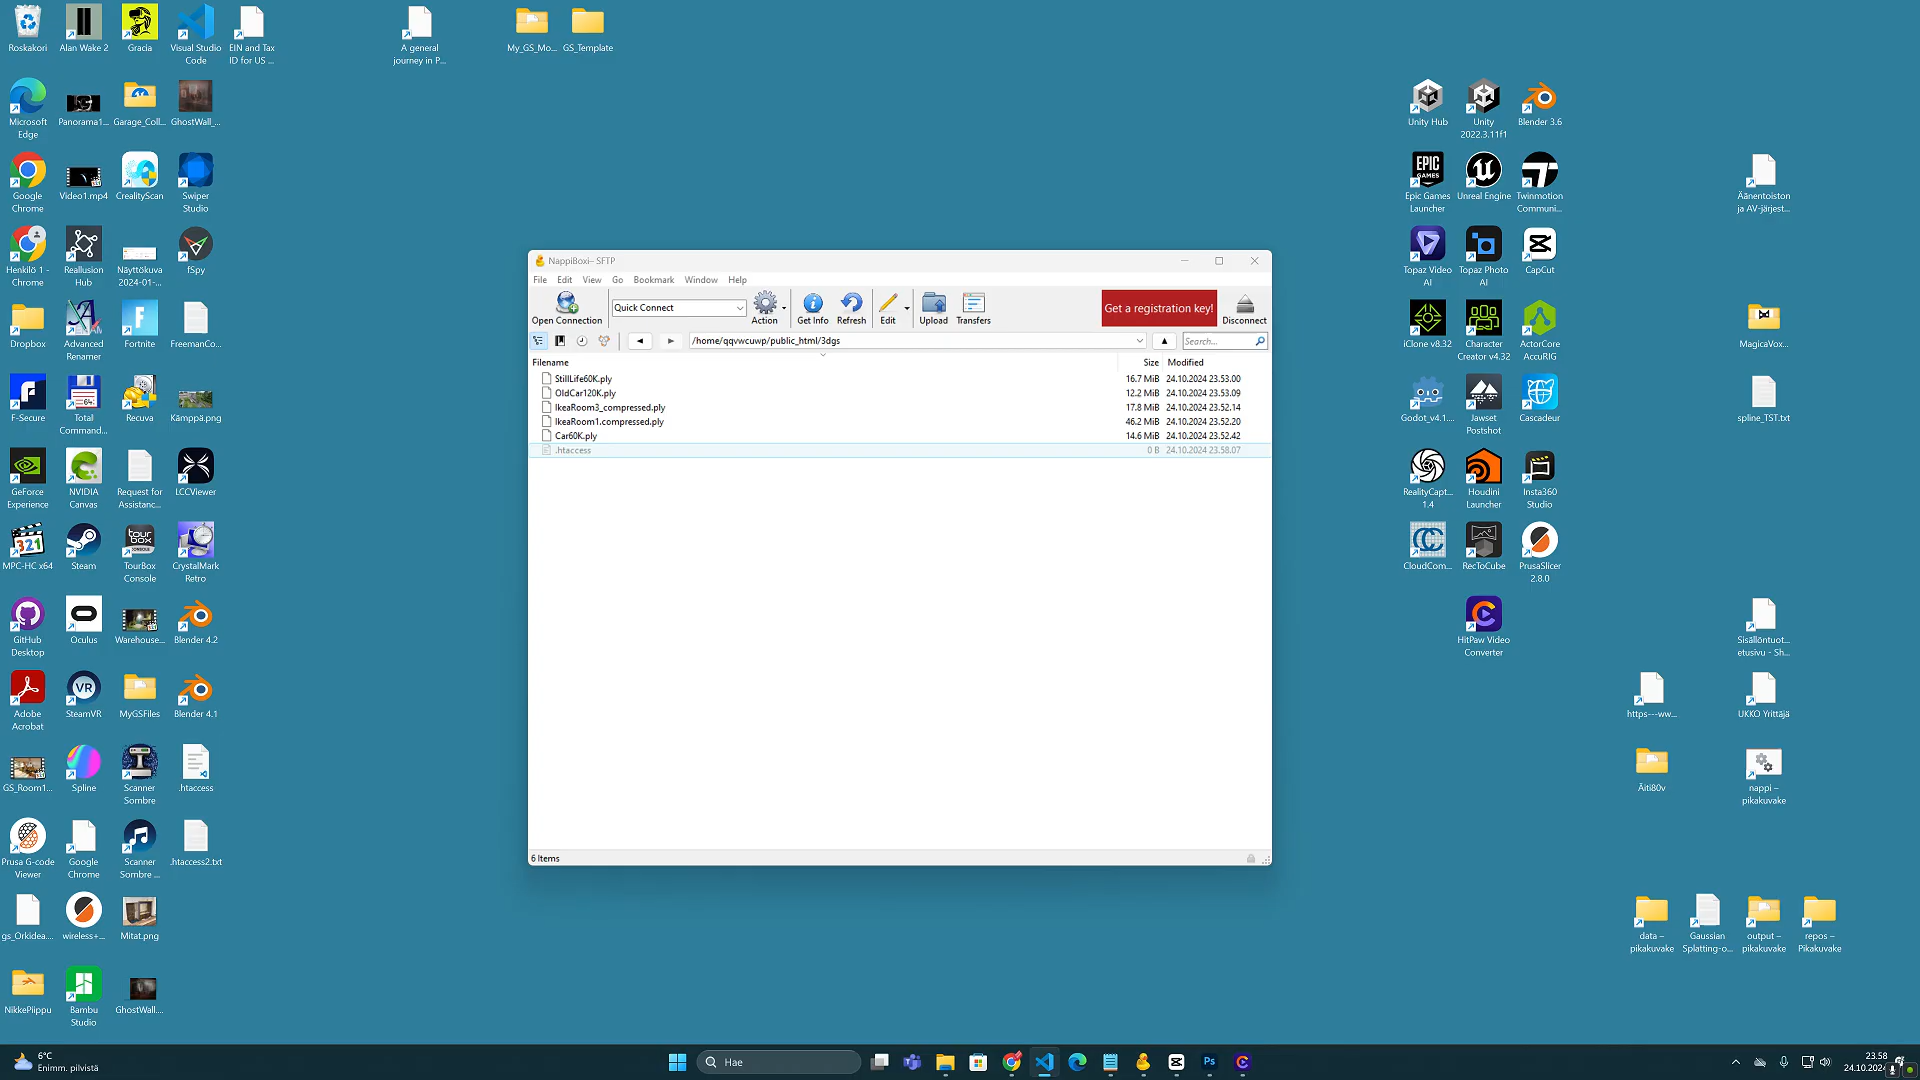 Roskakori
Alan Wake 2
Gracia
Visual Studio
Code
EIN and Tax
ID for US ...
A general
journey in P...
My_GS_Mo...
GS_Template
Microsoft
Edge
Panorama1...
Garage_Coll...
GhostWall_...
Unity Hub
Unity
2022.3.11f1
Blender 3.6
Google
Chrome
Video1.mp4
CrealityScan
Swiper
Studio
EPIC
GAMES
Epic Games
Launcher
Unreal Engine
Twinmotion
Communi...
Äänentoiston
ja AV-järjest...
Henkilö 1 -
Chrome
Reallusion
Hub
Näyttökuva
2024-01-...
fSpy
Topaz Video
AI
Topaz Photo
AI
CapCut
Dropbox
Advanced
Renamer
Fortnite
FreemanCo...
iClone v8.32
Character
Creator v4.32
ActorCore
AccuRIG
MagicaVox...
F-Secure
Total
Command...
Recuva
Kämppä.png
Godot_v4.1...
Jawset
Postshot
Cascadeur
spline_TST.txt
GeForce
Experience
NVIDIA
Canvas
Request for
Assistanc...
LCCViewer
RealityCapt...
1.4
Houdini
Launcher
Insta360
Studio
321
MPC-HC x64
Steam
tour
box
CONSOLE
TourBox
Console
CrystalMark
Retro
CloudCom...
RecToCube
PrusaSlicer
2.8.0
GitHub
Desktop
Oculus
Warehouse...
Blender 4.2
HitPaw Video
Converter
Sisällöntuot...
etusivu - Sh...
Adobe
Acrobat
VR
SteamVR
MyGSFiles
Blender 4.1
https---ww...
UKKO Yrittäjä
GS_Room1...
Spline
Scanner
Sombre
.htaccess
Äiti80v
nappi –
pikakuvake
Prusa G-code
Viewer
Google
Chrome
Scanner
Sombre ...
.htaccess2.txt
gs_Orkidea....
wireless+...
Mitat.png
data –
pikakuvake
Gaussian
Splatting-o...
output –
pikakuvake
repos –
Pikakuvake
NikkePiippu
Bambu
Studio
GhostWall....
NappiBoxi– SFTP
File Edit View Go Bookmark Window Help
Open Connection
Quick Connect
Action
Get Info
Refresh
Edit
Upload
Transfers
Get a registration key!
Disconnect
/home/qqvwcuwp/public_html/3dgs
Search...
Filename Size Modified
StillLife60K.ply 16.7 MiB 24.10.2024 23.53.00
OldCar120K.ply 12.2 MiB 24.10.2024 23.53.09
IkeaRoom3_compressed.ply 17.8 MiB 24.10.2024 23.52.14
IkeaRoom1.compressed.ply 46.2 MiB 24.10.2024 23.52.20
Car60K.ply 14.6 MiB 24.10.2024 23.52.42
.htaccess 0 B 24.10.2024 23.58.07
6 Items
6°C
Enimm. pilvistä
Hae
Ps
23.58
24.10.2024